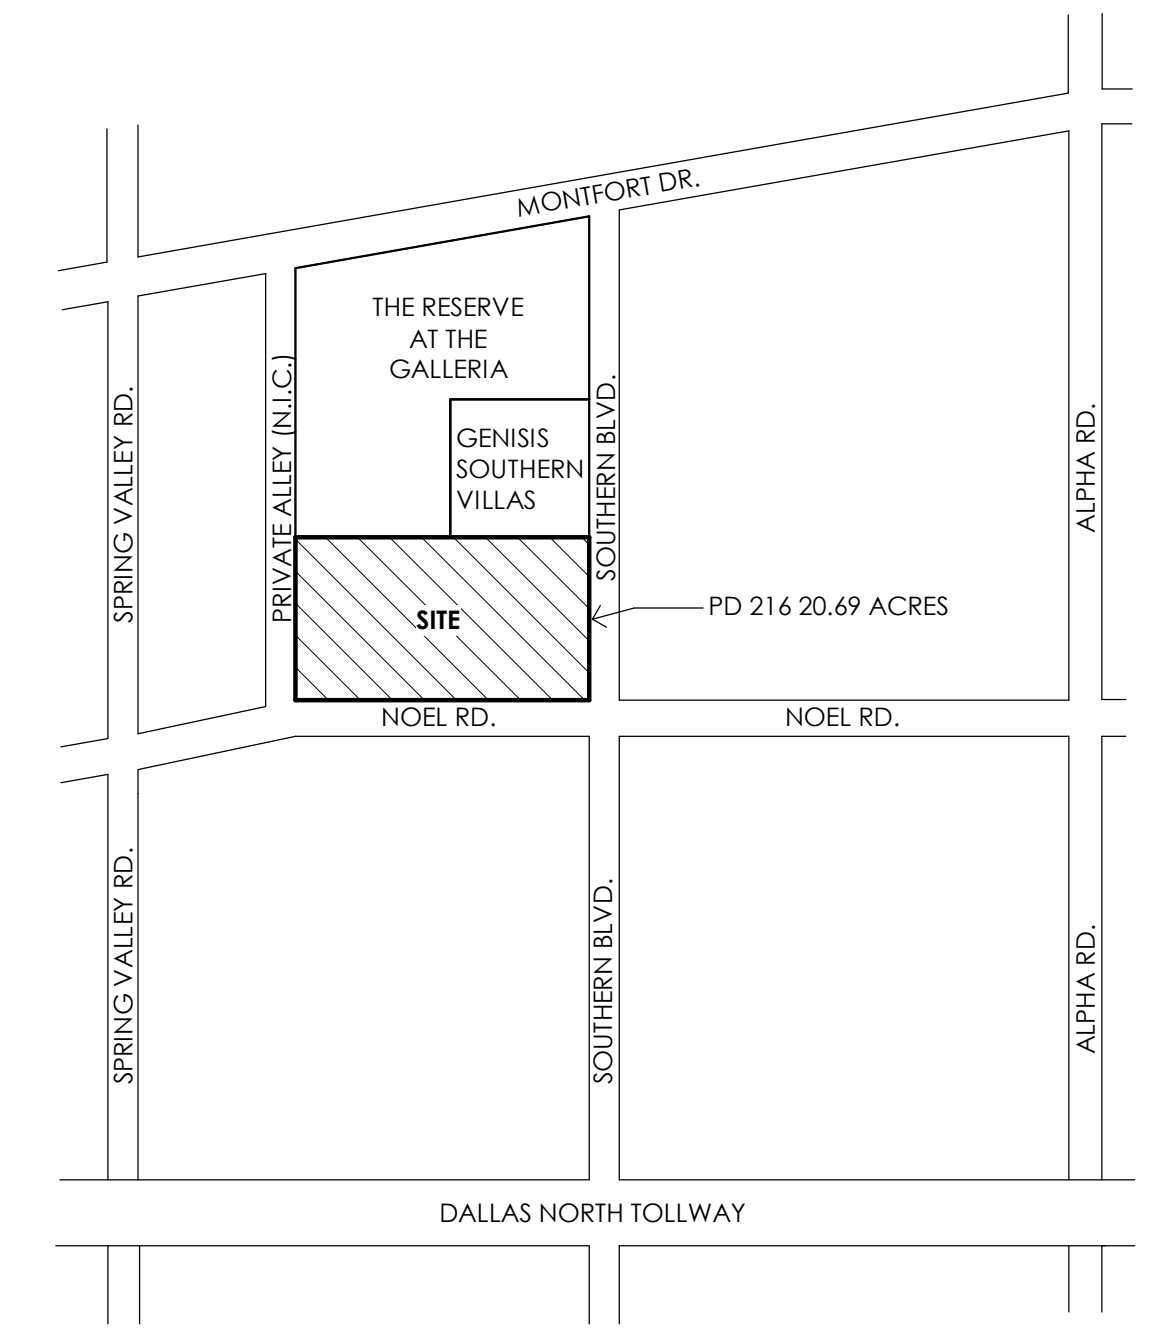 MONTFORT DR.
THE RESERVE
AT THE
GALLERIA
GENISIS
SOUTHERN
VILLAS
SPRING VALLEY RD.
PRIVATE ALLEY (N.I.C.)
SOUTHERN BLVD.
ALPHA RD.
SITE
PD 216 20.69 ACRES
NOEL RD.
NOEL RD.
SPRING VALLEY RD.
SOUTHERN BLVD.
ALPHA RD.
DALLAS NORTH TOLLWAY